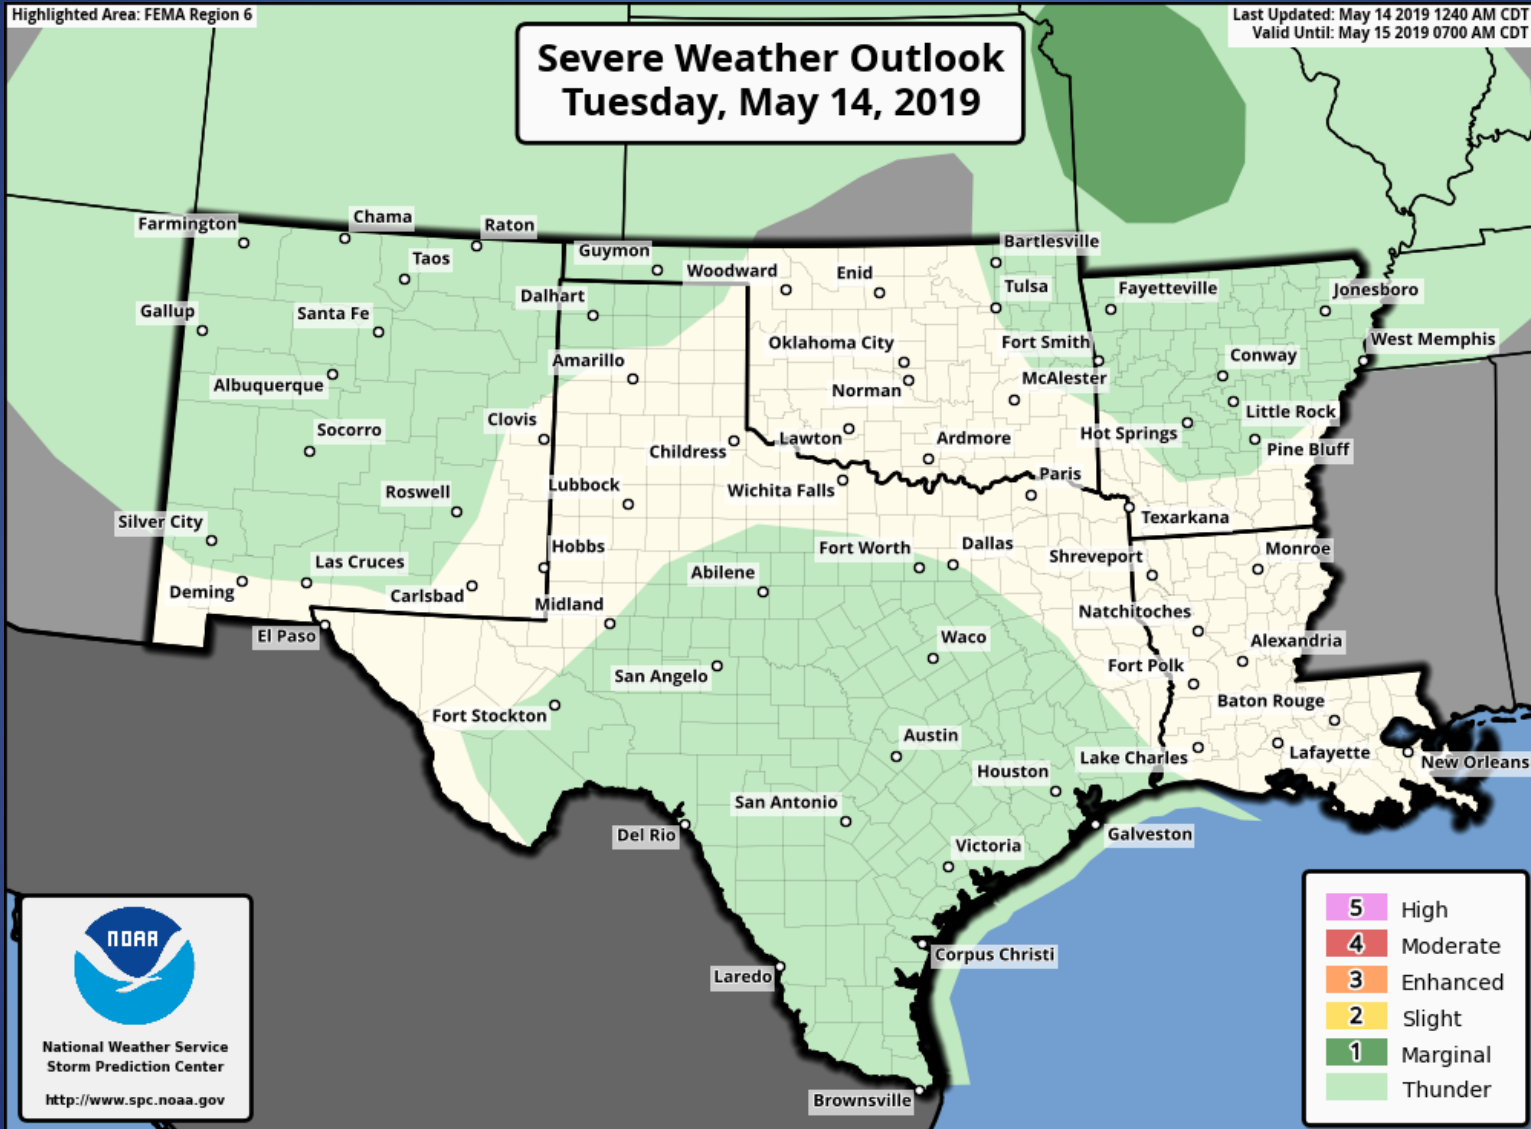 Highlighted Area: FEMA Region 6
Last Updated: May 14 2019 1240 AM CDT
Valid Until: May 15 2019 0700 AM CDT
Severe Weather Outlook
Tuesday, May 14, 2019
Farmington
Chama
Raton
Taos
Guymon
Woodward
Enid
Bartlesville
Tulsa
Fayetteville
Jonesboro
Gallup
Santa Fe
Dalhart
West Memphis
Albuquerque
Amarillo
Oklahoma City
Fort Smith
Conway
Norman
McAlester
Little Rock
Socorro
Clovis
Childress
Lawton
Ardmore
Hot Springs
Pine Bluff
Roswell
Lubbock
Wichita Falls
Paris
Texarkana
Silver City
Las Cruces
Hobbs
Abilene
Fort Worth
Dallas
Shreveport
Monroe
Deming
Carlsbad
Midland
Natchitoches
El Paso
Waco
Alexandria
San Angelo
Fort Polk
Fort Stockton
Baton Rouge
Austin
Lake Charles
Lafayette
New Orleans
Houston
San Antonio
Del Rio
Galveston
Victoria
Corpus Christi
Laredo
Brownsville
NOAA
National Weather Service
Storm Prediction Center
http://www.spc.noaa.gov
5 High
4 Moderate
3 Enhanced
2 Slight
1 Marginal
Thunder